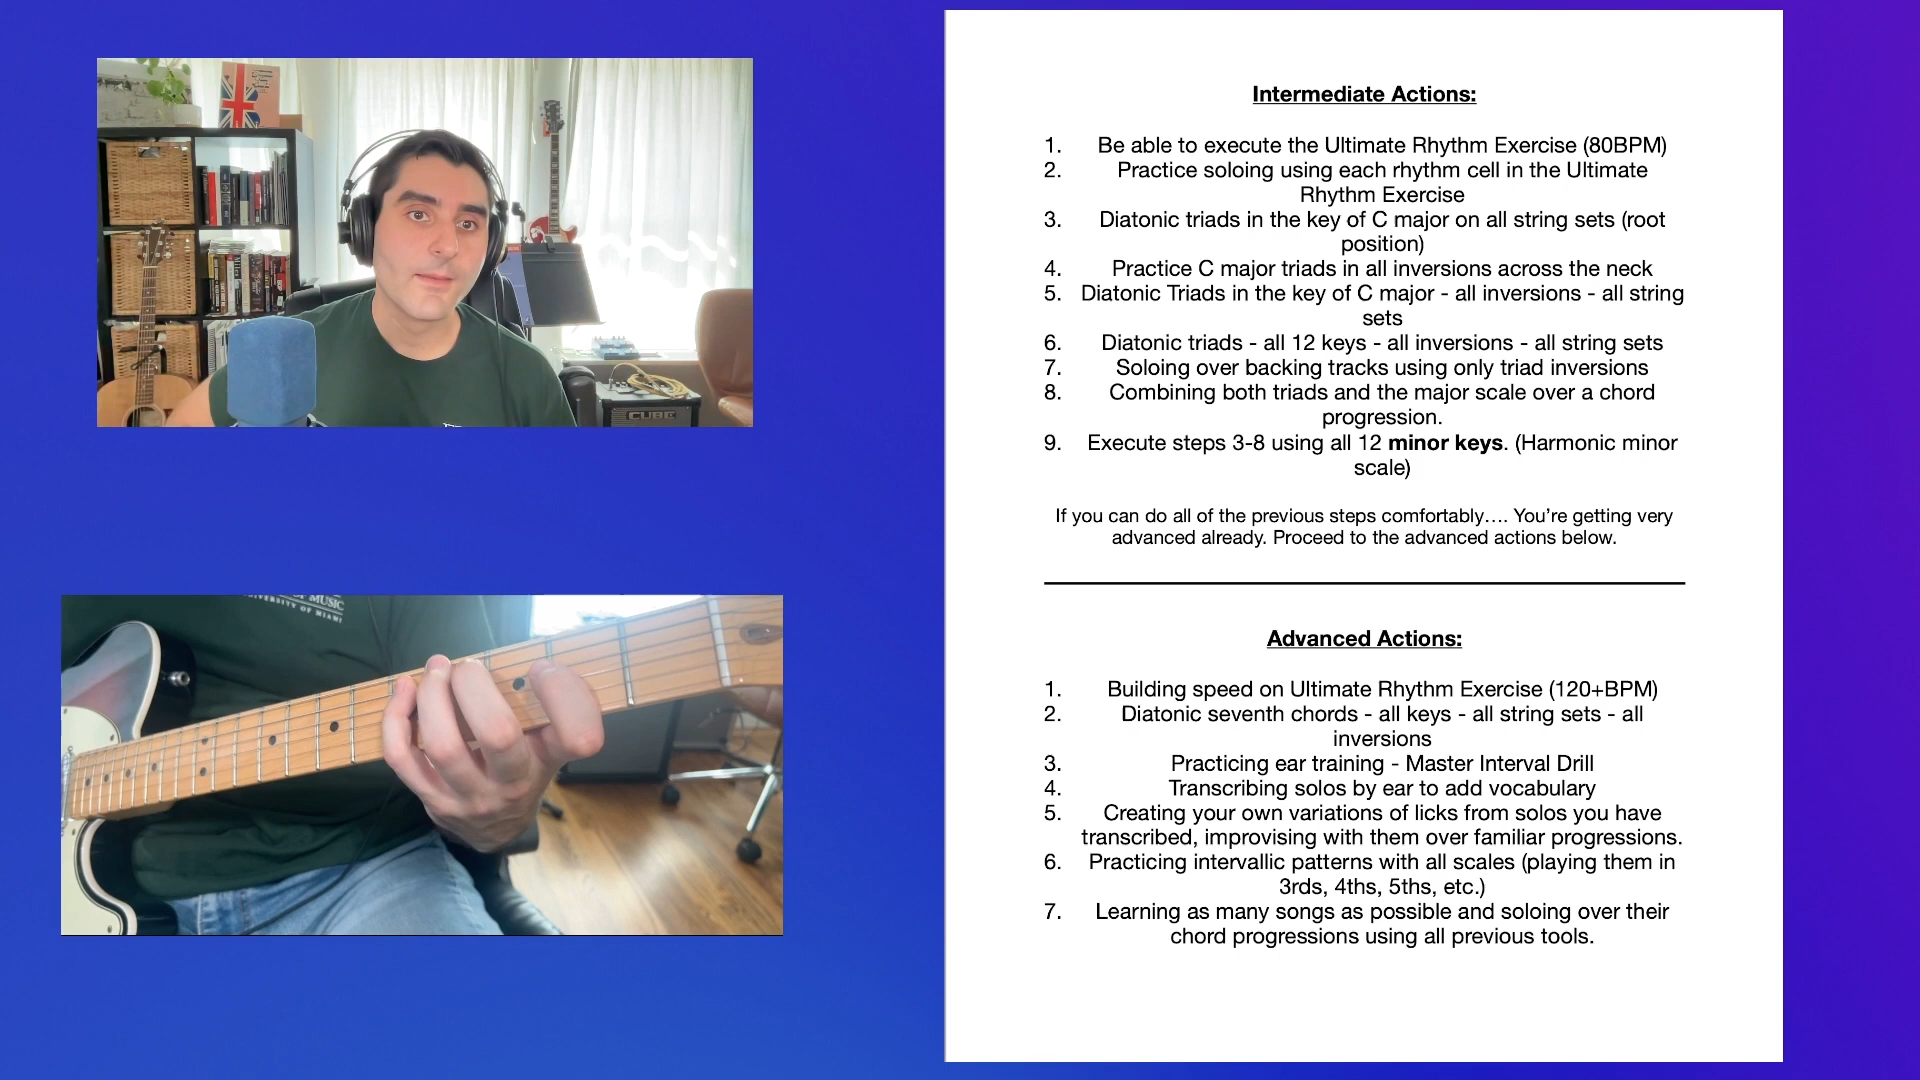 Intermediate Actions:
1. Be able to execute the Ultimate Rhythm Exercise (80BPM)
2. Practice soloing using each rhythm cell in the Ultimate
Rhythm Exercise
3. Diatonic triads in the key of C major on all string sets (root
position)
4. Practice C major triads in all inversions across the neck
5. Diatonic Triads in the key of C major - all inversions - all string
sets
6. Diatonic triads - all 12 keys - all inversions - all string sets
7. Soloing over backing tracks using only triad inversions
8. Combining both triads and the major scale over a chord
progression.
9. Execute steps 3-8 using all 12 minor keys. (Harmonic minor
scale)
If you can do all of the previous steps comfortably…. You’re getting very
advanced already. Proceed to the advanced actions below.
Advanced Actions:
1. Building speed on Ultimate Rhythm Exercise (120+BPM)
2. Diatonic seventh chords - all keys - all string sets - all
inversions
3. Practicing ear training - Master Interval Drill
4. Transcribing solos by ear to add vocabulary
5. Creating your own variations of licks from solos you have
transcribed, improvising with them over familiar progressions.
6. Practicing intervallic patterns with all scales (playing them in
3rds, 4ths, 5ths, etc.)
7. Learning as many songs as possible and soloing over their
chord progressions using all previous tools.
CUBE
OF MUSIC
UNIVERSITY OF MIAMI